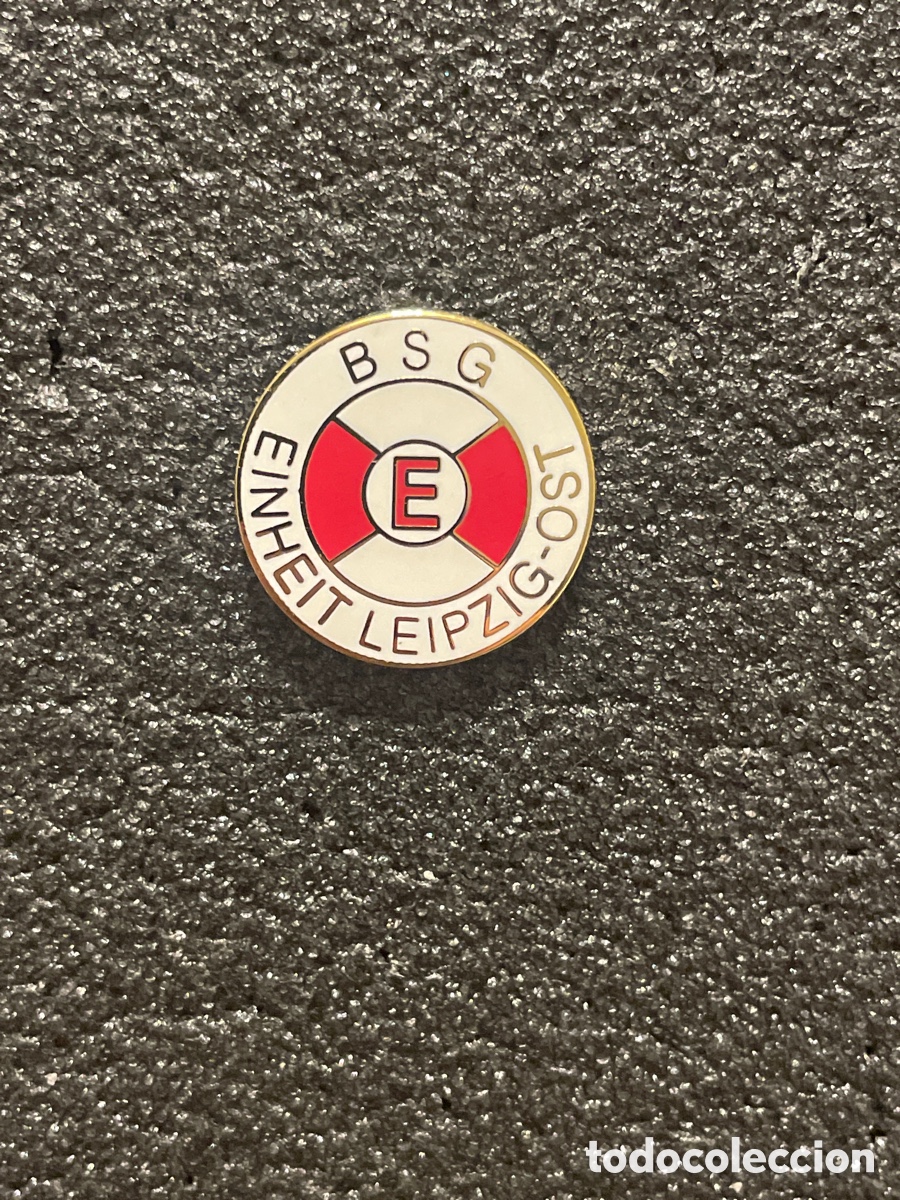 BSG
E
EINHEIT LEIPZIG-OST
todocoleccion